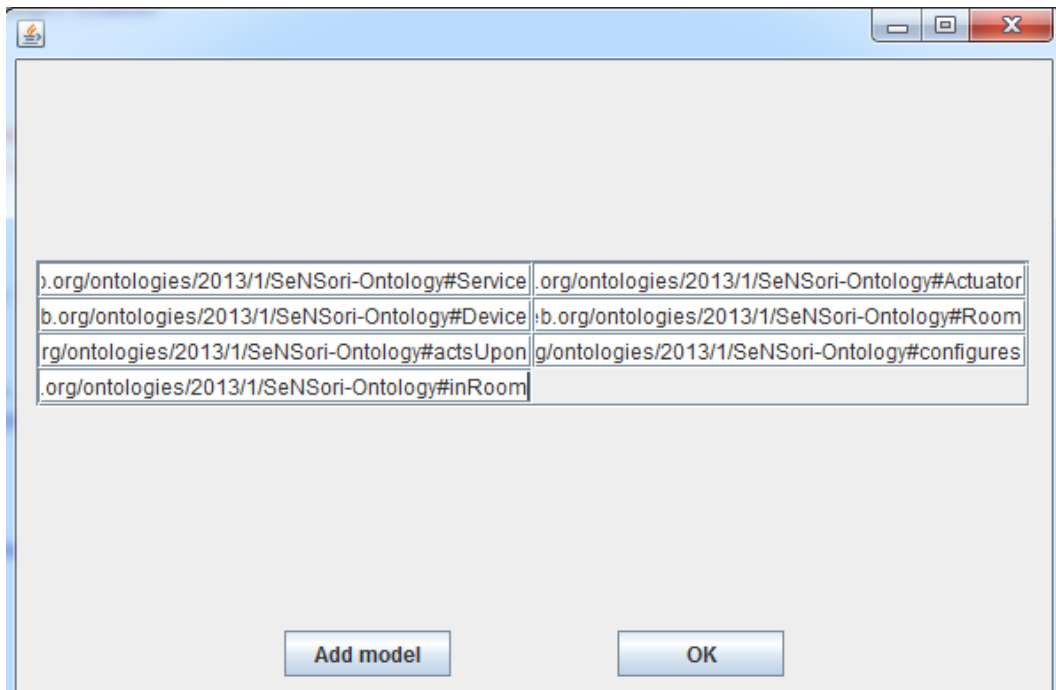 .org/ontologies/2013/1/SeNSori-Ontology#Service .org/ontologies/2013/1/SeNSori-Ontology#Actuator
b.org/ontologies/2013/1/SeNSori-Ontology#Device b.org/ontologies/2013/1/SeNSori-Ontology#Room
rg/ontologies/2013/1/SeNSori-Ontology#actsUpon g/ontologies/2013/1/SeNSori-Ontology#configures
.org/ontologies/2013/1/SeNSori-Ontology#inRoom
Add model OK